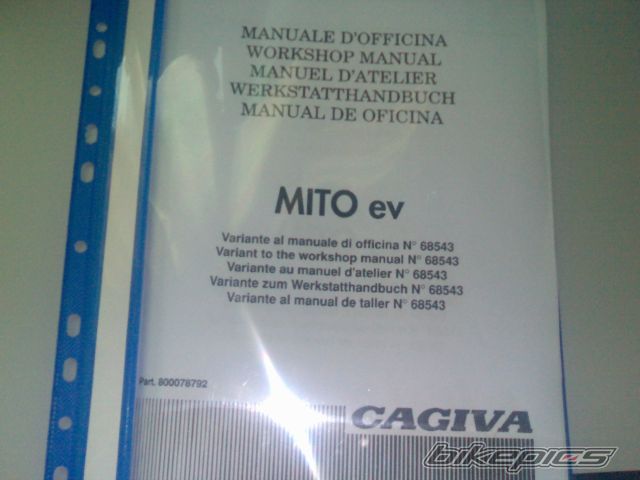 MANUALE D'OFFICINA
WORKSHOP MANUAL
MANUEL D'ATELIER
WERKSTATTHANDBUCH
MANUAL DE OFICINA
MITO ev
Variante al manuale di officina N° 68543
Variant to the workshop manual N° 68543
Variante au manuel d'atelier N° 68543
Variante zum Werkstatthandbuch N° 68543
Variante al manual de taller N° 68543
Part. 800078792
CAGIVA
bikepics